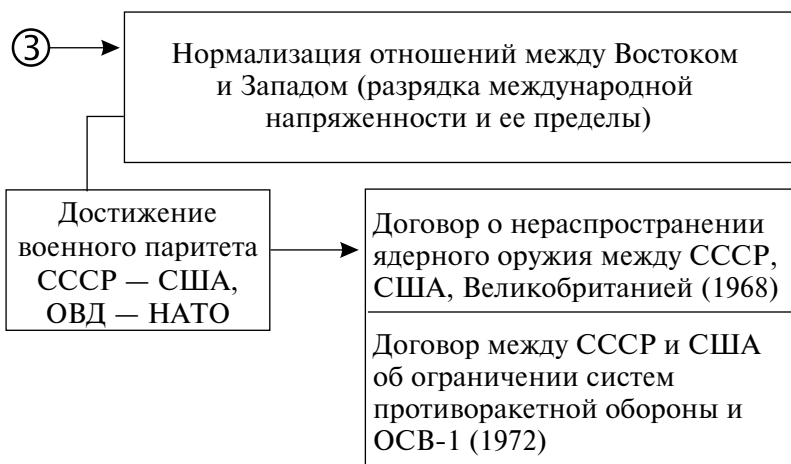 3
Нормализация отношений между Востоком
и Западом (разрядка международной
напряженности и ее пределы)
Достижение
военного паритета
СССР — США,
ОВД — НАТО
Договор о нераспространении
ядерного оружия между СССР,
США, Великобританией (1968)
Договор между СССР и США
об ограничении систем
противоракетной обороны и
ОСВ-1 (1972)